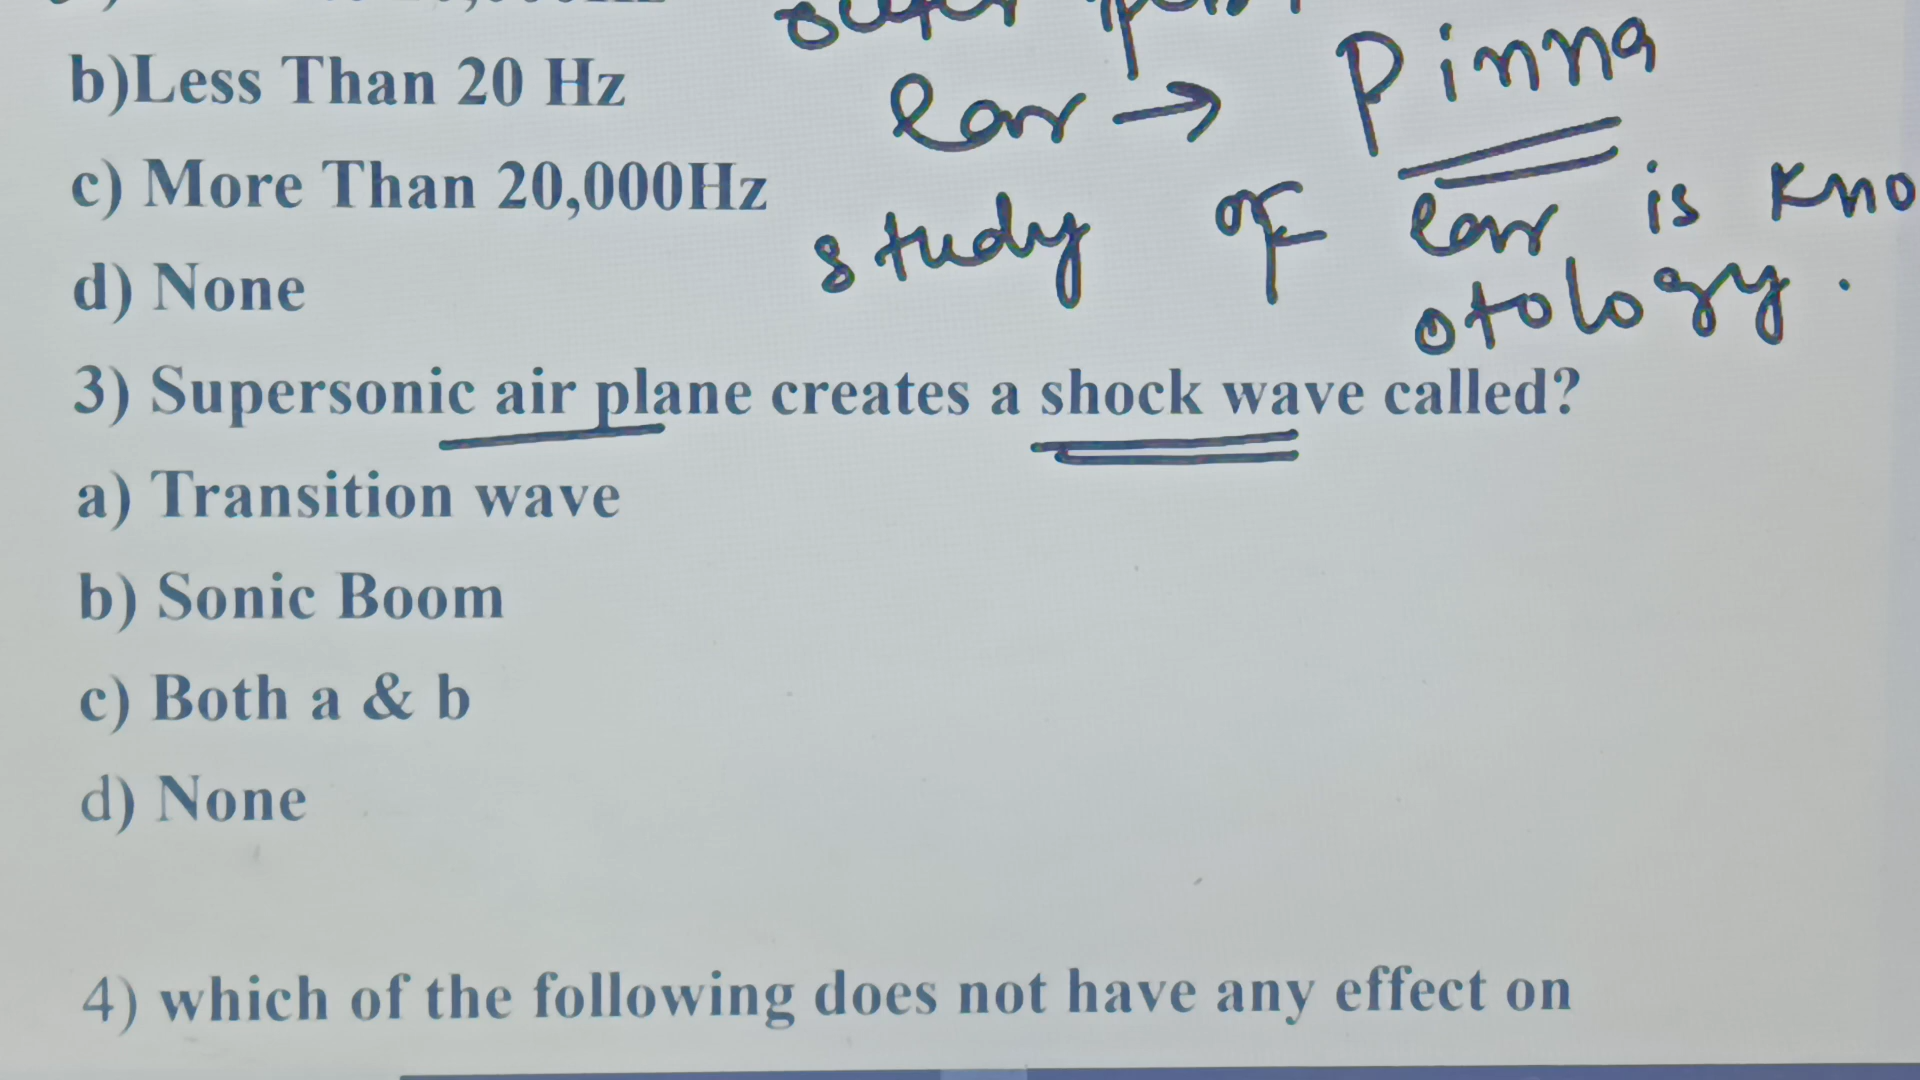 b)Less Than 20 Hz
ear → Pinna
c) More Than 20,000Hz
study of ear is kno
otology.
d) None
3) Supersonic air plane creates a shock wave called?
a) Transition wave
b) Sonic Boom
c) Both a & b
d) None
4) which of the following does not have any effect on